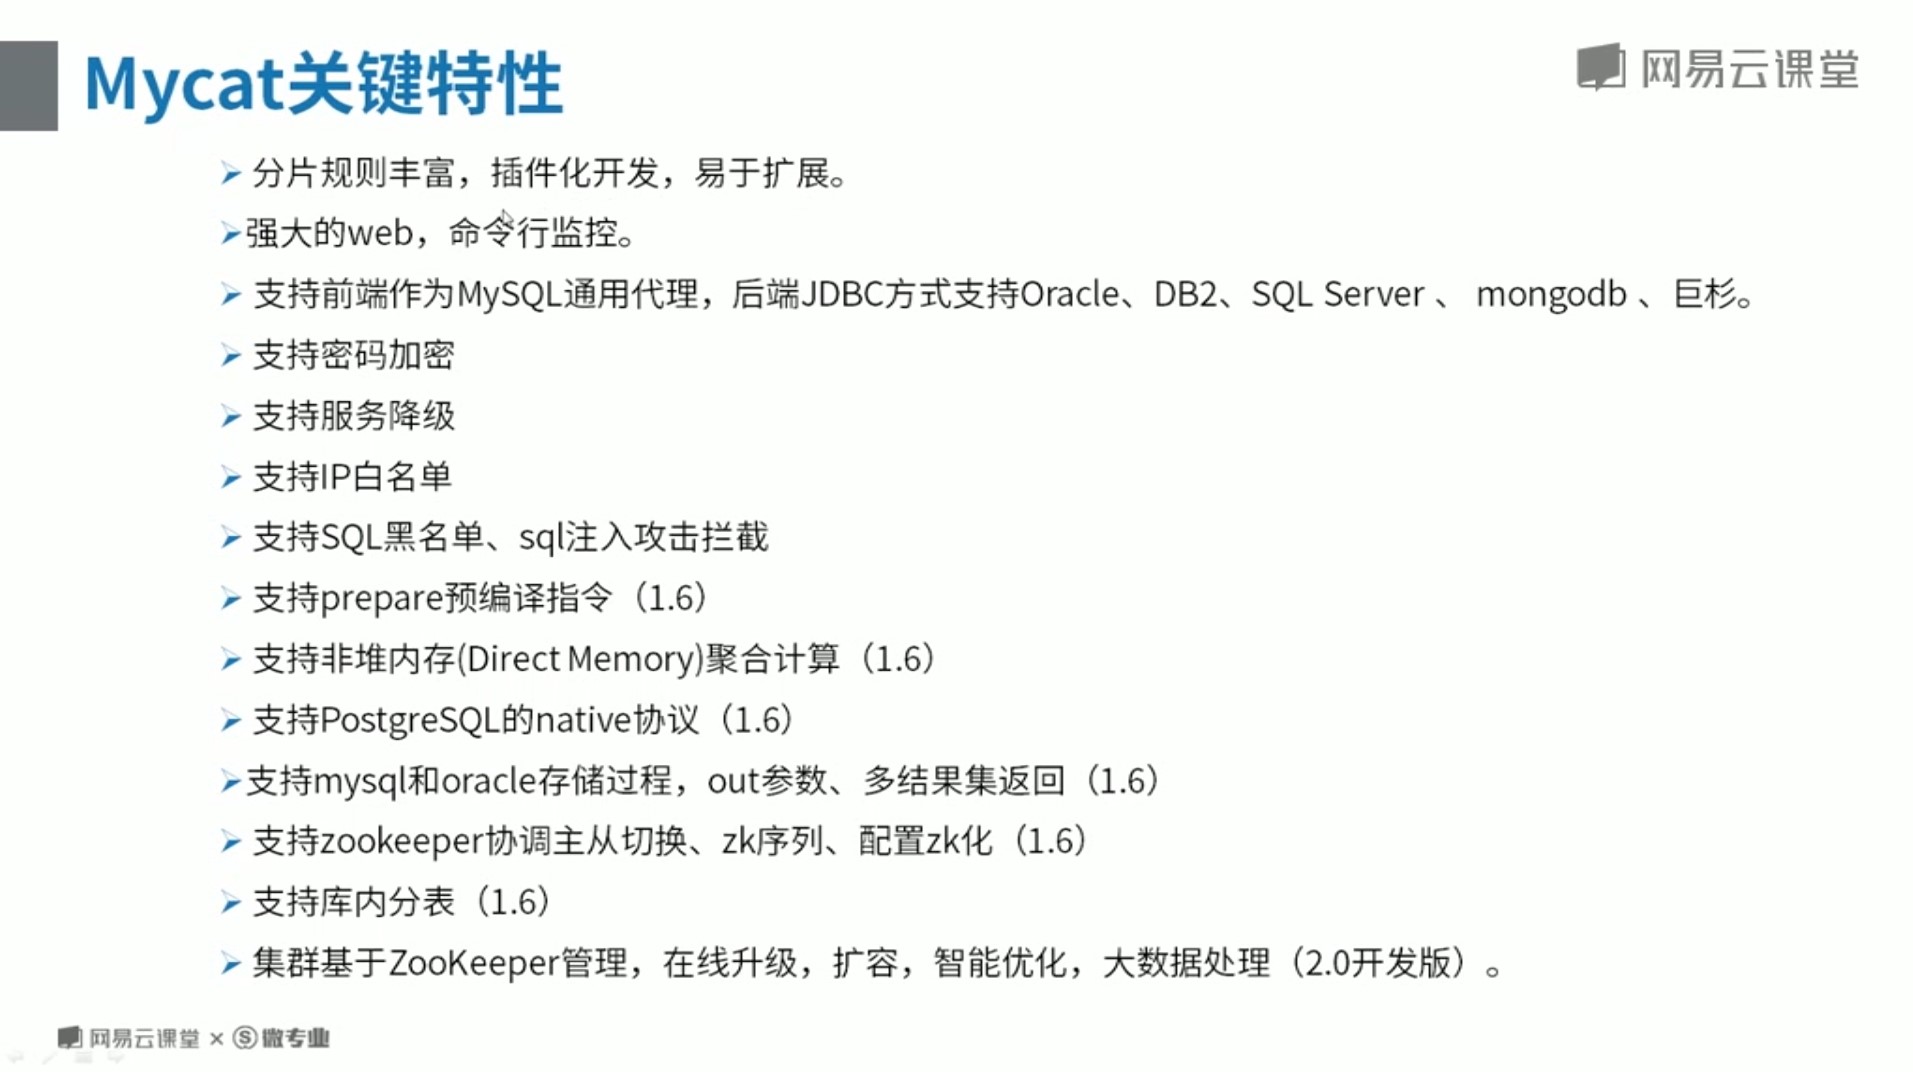 Mycat关键特性
网易云课堂
分片规则丰富，插件化开发，易于扩展。
强大的web，命令行监控。
支持前端作为MySQL通用代理，后端JDBC方式支持Oracle、DB2、SQL Server 、 mongodb 、巨杉。
支持密码加密
支持服务降级
支持IP白名单
支持SQL黑名单、sql注入攻击拦截
支持prepare预编译指令（1.6）
支持非堆内存(Direct Memory)聚合计算（1.6）
支持PostgreSQL的native协议（1.6）
支持mysql和oracle存储过程，out参数、多结果集返回（1.6）
支持zookeeper协调主从切换、zk序列、配置zk化（1.6）
支持库内分表（1.6）
集群基于ZooKeeper管理，在线升级，扩容，智能优化，大数据处理（2.0开发版）。
网易云课堂 × 微专业